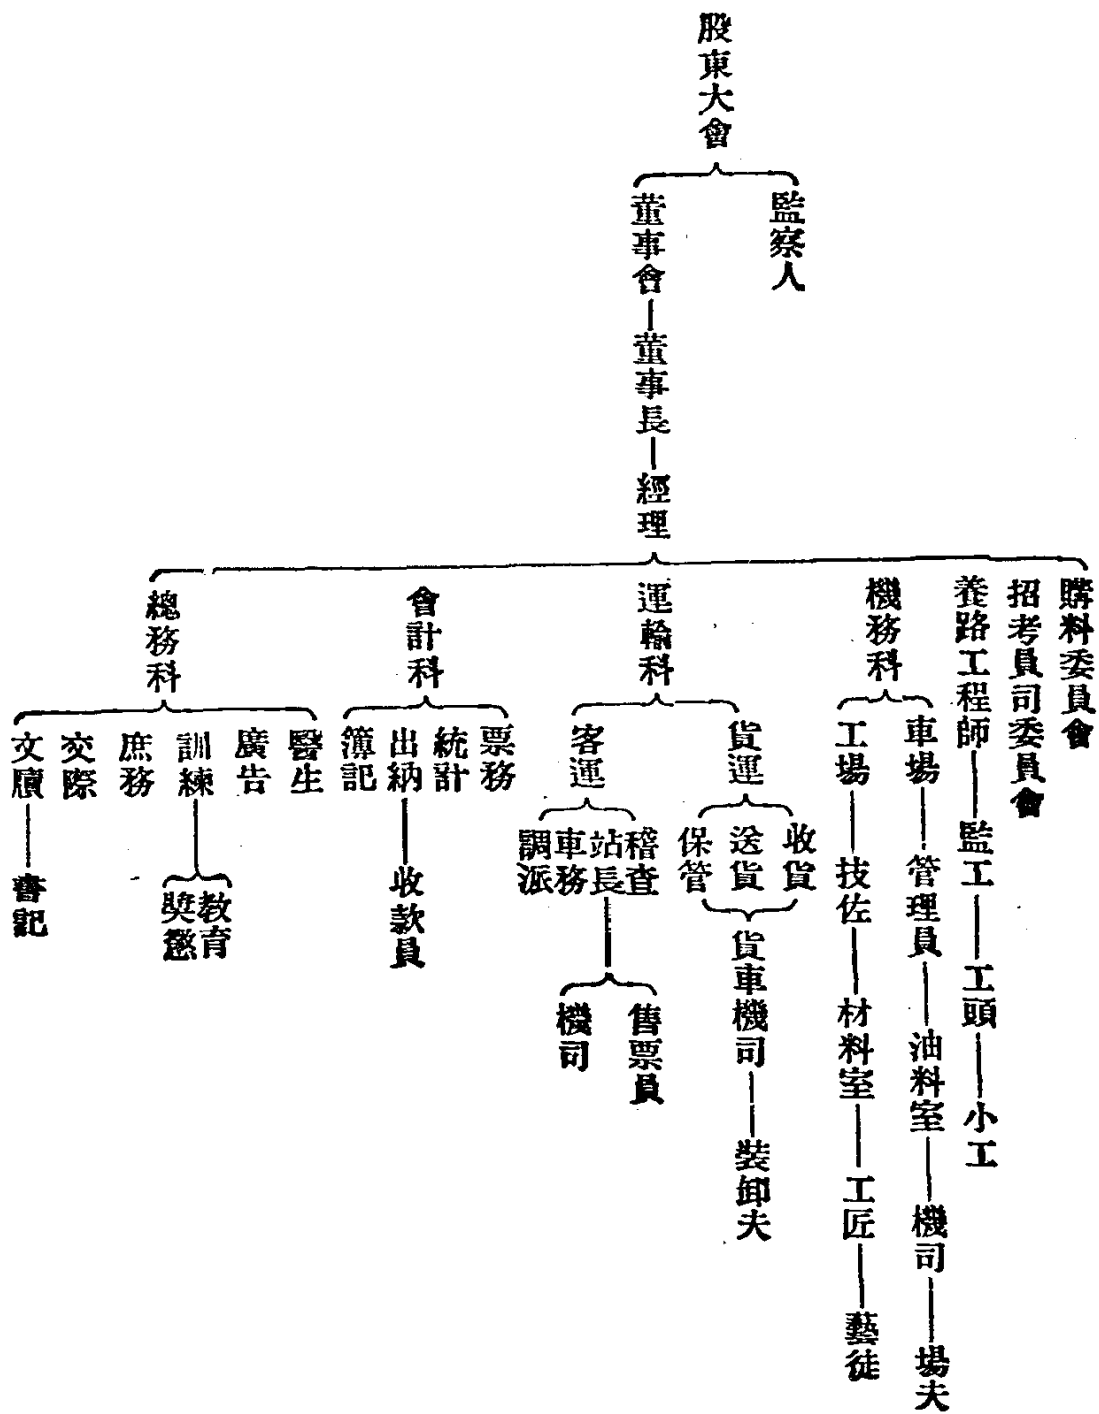 股東大會
監察人
董事會
董事長
經理
購料委員會
招考員司委員會
養路工程師
監工
工頭
小工
機務科
車場
管理員
油料室
機司
場夫
工場
技佐
材料室
工匠
藝徒
運輸科
貨運
收貨
送貨
保管
貨車機司
裝卸夫
客運
稽查
站長
車務
調派
售票員
機司
會計科
票務
統計
出納
收款員
簿記
總務科
醫生
廣告
訓練
教育
獎懲
庶務
交際
文牘
書記